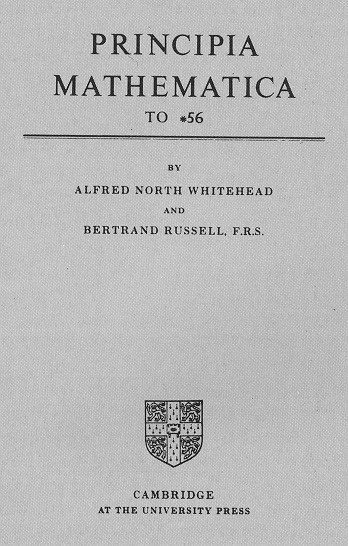 PRINCIPIA
MATHEMATICA
TO *56
BY
ALFRED NORTH WHITEHEAD
AND
BERTRAND RUSSELL, F.R.S.
CAMBRIDGE
AT THE UNIVERSITY PRESS